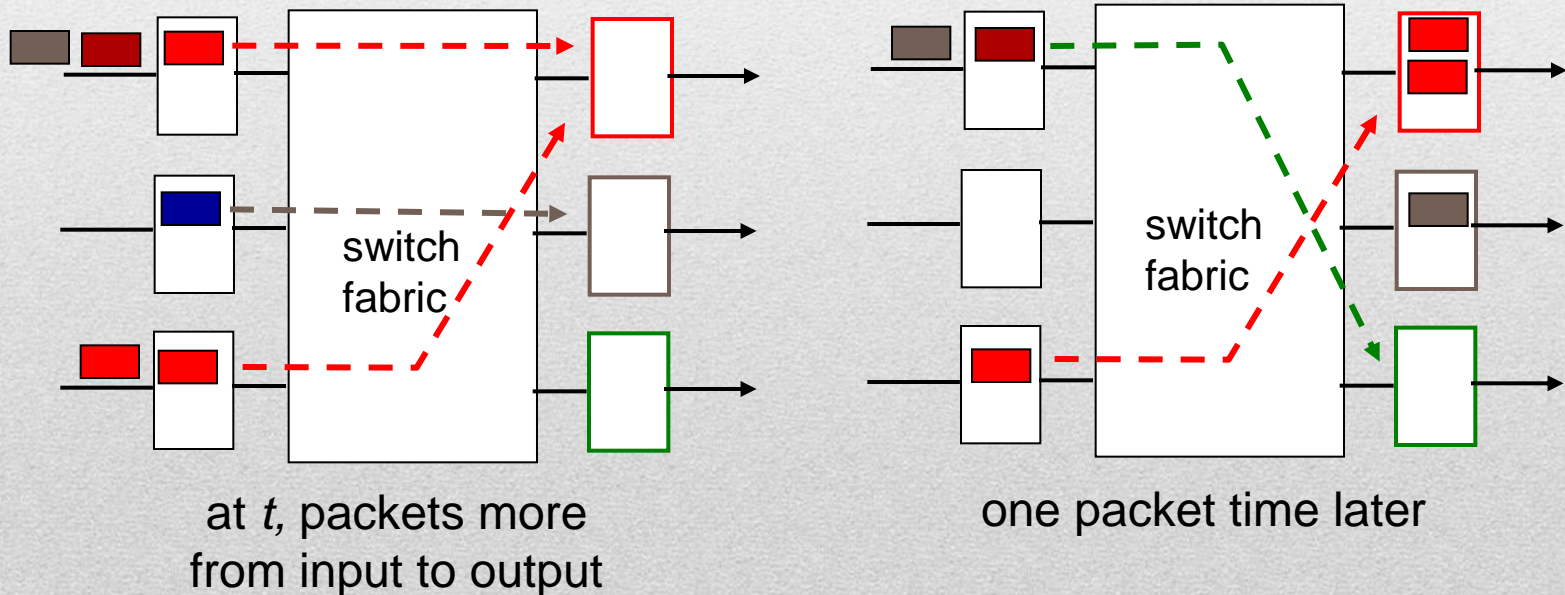 switch
fabric
at t, packets more
from input to output
switch
fabric
one packet time later